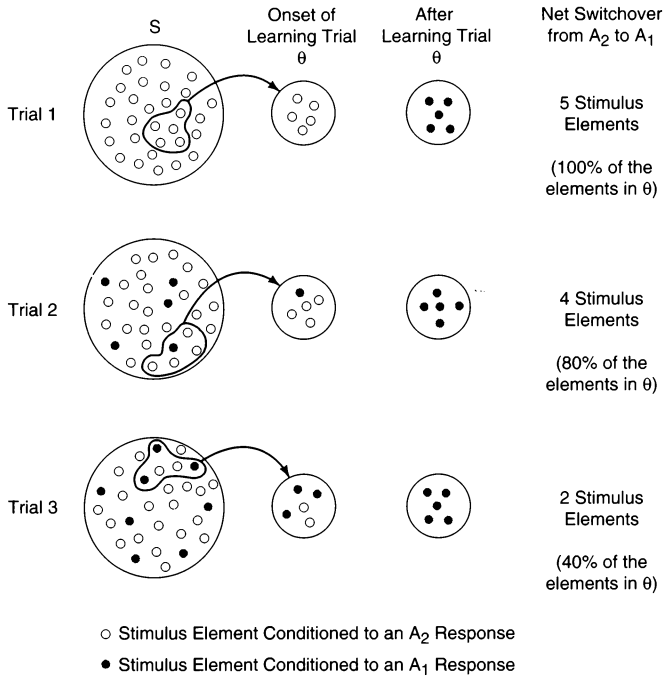 S
Onset of
Learning Trial
θ
After
Learning Trial
θ
Net Switchover
from A₂ to A₁
Trial 1
5 Stimulus
Elements
(100% of the
elements in θ)
Trial 2
4 Stimulus
Elements
(80% of the
elements in θ)
Trial 3
2 Stimulus
Elements
(40% of the
elements in θ)
Stimulus Element Conditioned to an A₂ Response
Stimulus Element Conditioned to an A₁ Response